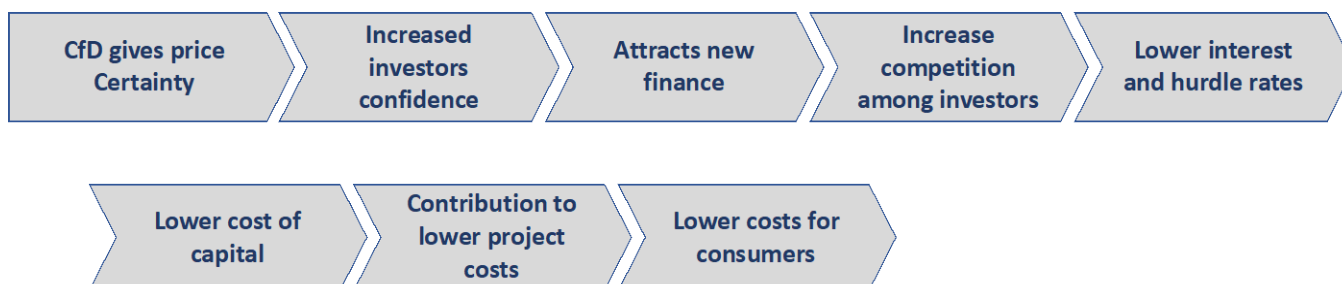 CfD gives price
Certainty
Increased
investors
confidence
Attracts new
finance
Increase
competition
among investors
Lower interest
and hurdle rates
Lower cost of
capital
Contribution to
lower project
costs
Lower costs for
consumers